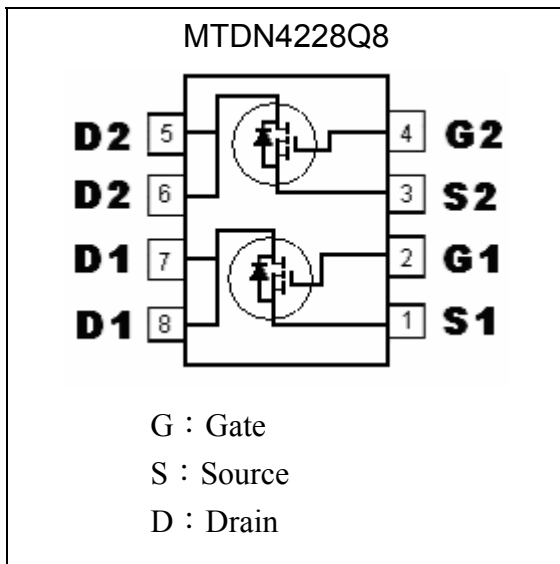 MTDN4228Q8
D2 5 4 G2
D2 6 3 S2
D1 7 2 G1
D1 8 1 S1
G：Gate
S：Source
D：Drain